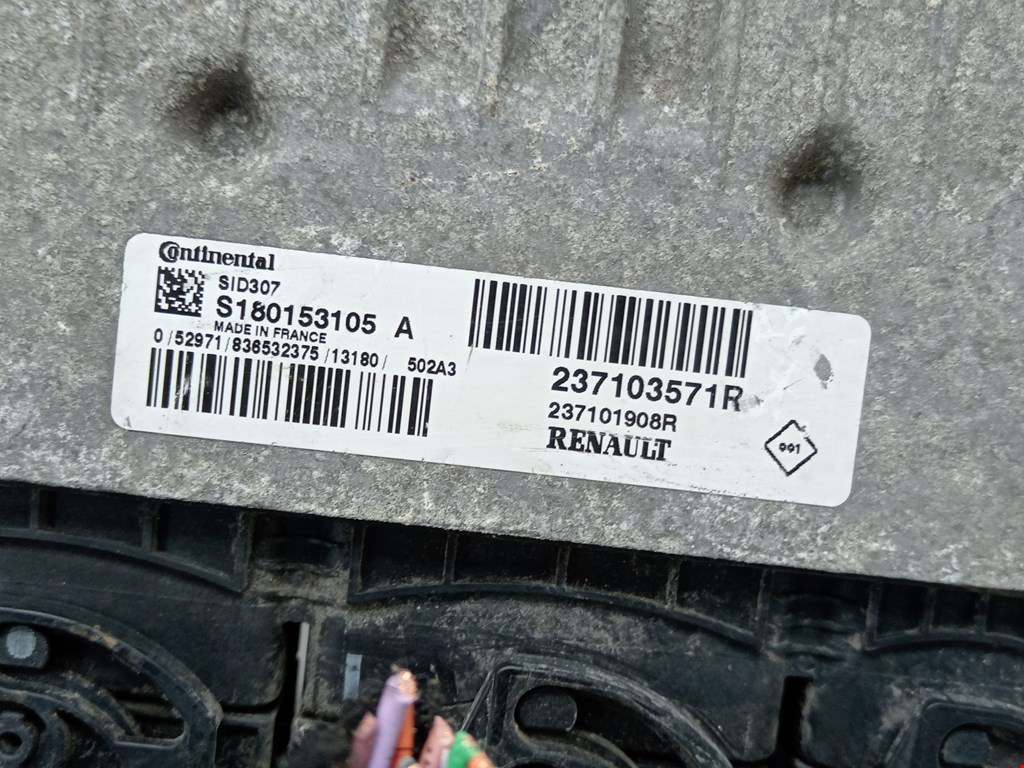 Continental
SID307
S180153105 A
MADE IN FRANCE
0 / 52971 / 836532375 / 13180 / 502A3
237103571R
237101908R
RENAULT
001